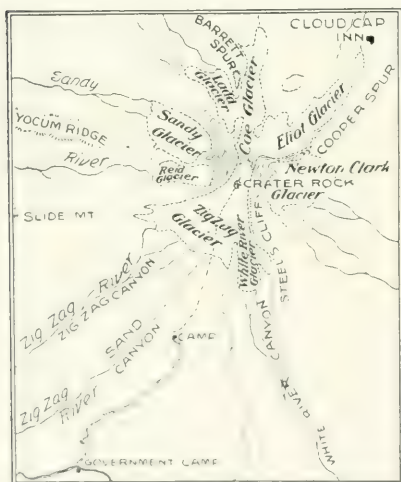 CLOUD CAP
INN
BARRETT
SPUR
Ladd
Glacier
Coe Glacier
Eliot Glacier
COOPER SPUR
Sandy
YOCUM RIDGE
River
Sandy
Glacier
Reid
Glacier
Newton Clark
Glacier
CRATER ROCK
SLIDE MT
ZigZag
Glacier
White River
Glacier
STEEL'S CLIFF
Zig Zag River
ZIG ZAG CANYON
SAND
CANYON
CAMP
Zig Zag
River
WHITE RIVER
CANYON
GOVERNMENT CAMP